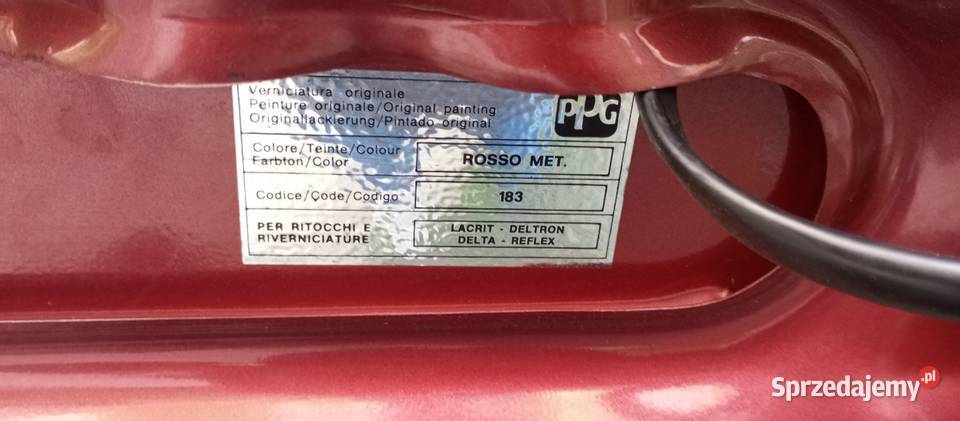 Verniciatura originale
Peinture originale/Original painting
Originallackierung/Pintado original
PPG
Colore/Teinte/Colour
Farbton/Color
ROSSO MET.
Codice/Code/Codigo
183
PER RITOCCHI E
RIVERNICIATURE
LACRIT - DELTRON
DELTA - REFLEX
Sprzedajemy.pl